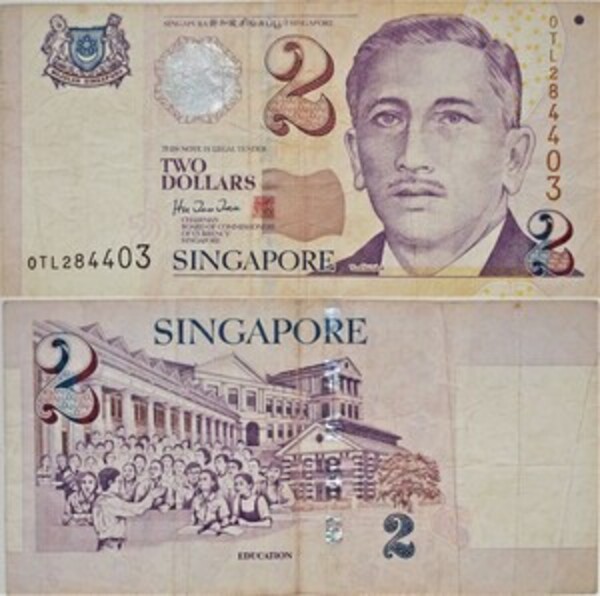 SINGAPORE
2
THIS NOTE IS LEGAL TENDER
TWO
DOLLARS
CHAIRMAN
BOARD OF COMMISSIONERS
OF CURRENCY
SINGAPORE
0TL284403
SINGAPORE
0TL284403
2
SINGAPORE
2
2
EDUCATION